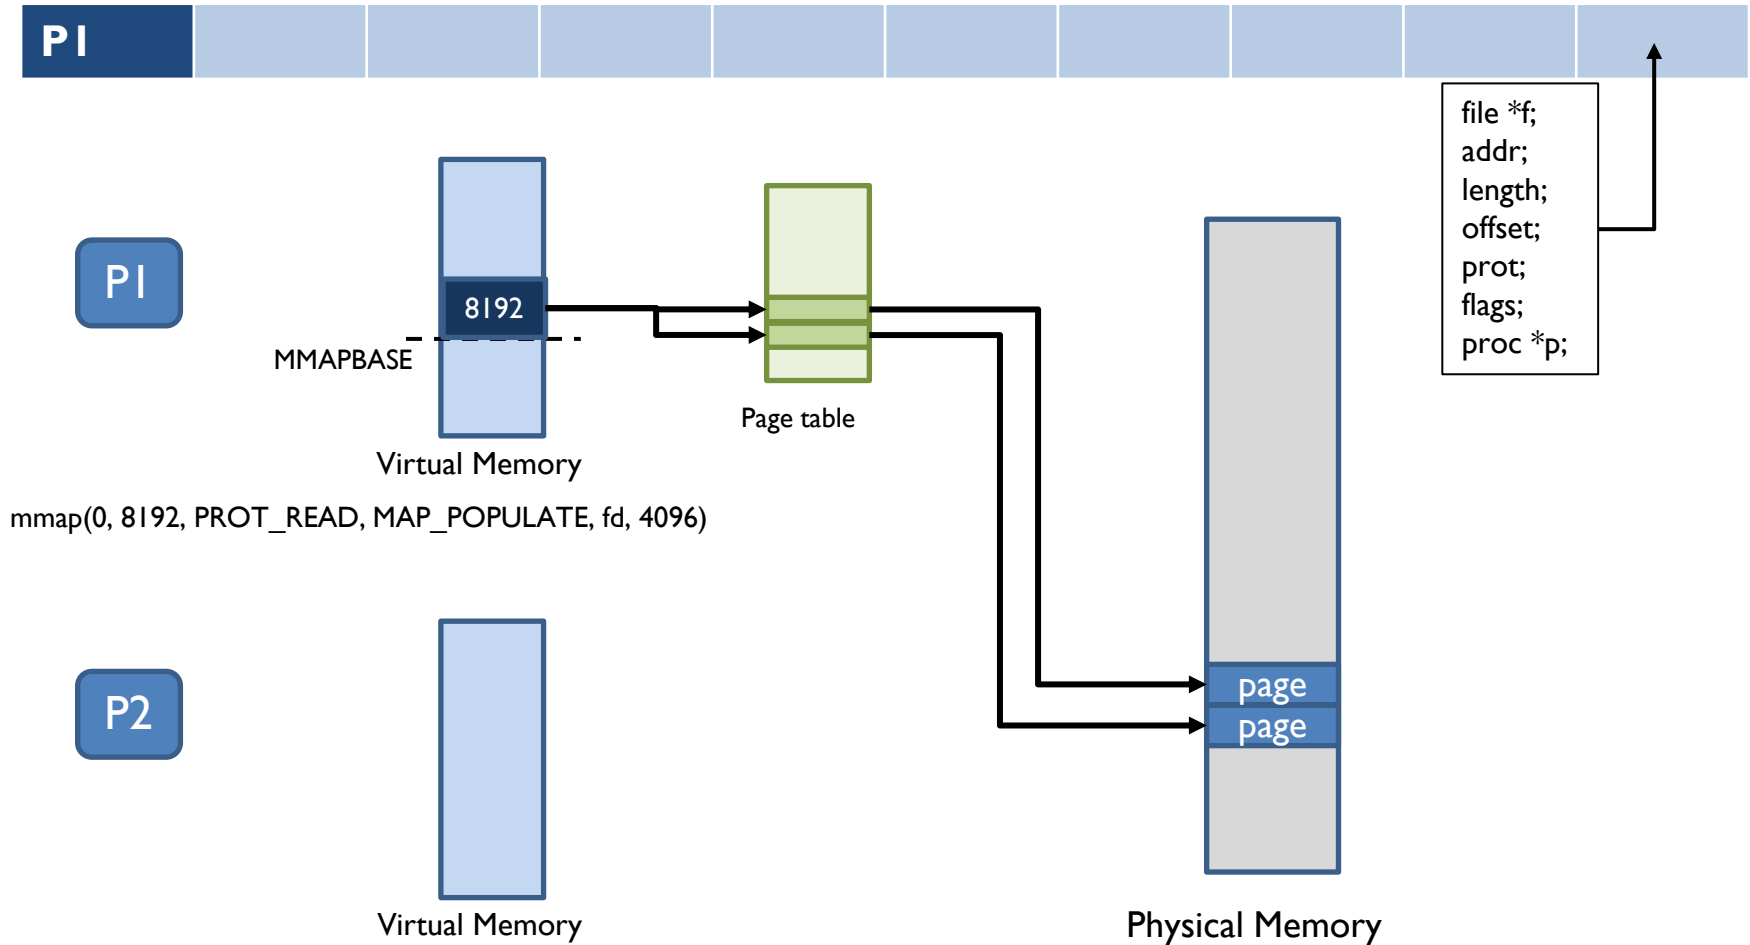 P1
file *f;
addr;
length;
offset;
prot;
flags;
proc *p;
P1
8192
MMAPBASE
Page table
Virtual Memory
mmap(0, 8192, PROT_READ, MAP_POPULATE, fd, 4096)
P2
page
page
Virtual Memory
Physical Memory